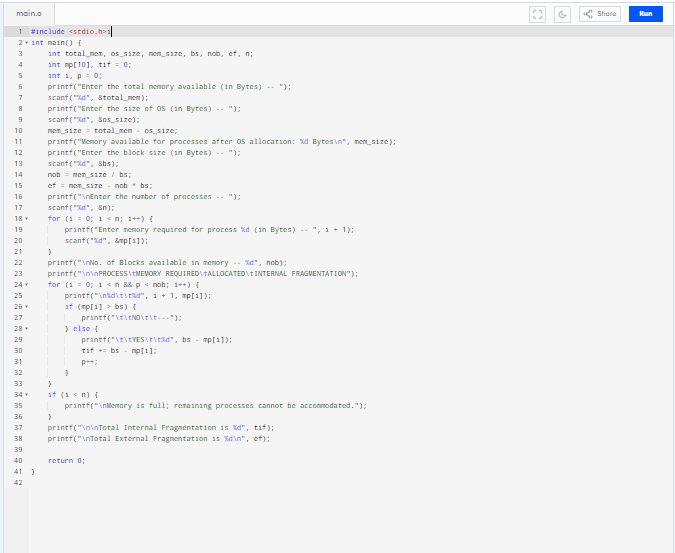 main.c
Share
Run
1 #include <stdio.h>i
2 int main() {
3 int total_mem, os_size, mem_size, bs, nob, ef, n;
4 int mp[10], tif = 0;
5 int i, p = 0;
6 printf("Enter the total memory available (in Bytes) -- ");
7 scanf("%d", &total_mem);
8 printf("Enter the size of OS (in Bytes) -- ");
9 scanf("%d", &os_size);
10 mem_size = total_mem - os_size;
11 printf("Memory available for processes after OS allocation: %d Bytes\n", mem_size);
12 printf("Enter the block size (in Bytes) -- ");
13 scanf("%d", &bs);
14 nob = mem_size / bs;
15 ef = mem_size - nob * bs;
16 printf("\nEnter the number of processes -- ");
17 scanf("%d", &n);
18 for (i = 0; i < n; i++) {
19 printf("Enter memory required for process %d (in Bytes) -- ", i + 1);
20 scanf("%d", &mp[i]);
21 }
22 printf("\nNo. of Blocks available in memory -- %d", nob);
23 printf("\n\nPROCESS\tMEMORY REQUIRED\tALLOCATED\tINTERNAL FRAGMENTATION");
24 for (i = 0; i < n && p < nob; i++) {
25 printf("\n%d\t\t%d", i + 1, mp[i]);
26 if (mp[i] > bs) {
27 printf("\t\tNO\t\t---");
28 } else {
29 printf("\t\tYES\t\t%d", bs - mp[i]);
30 tif += bs - mp[i];
31 p++;
32 }
33 }
34 if (i < n) {
35 printf("\nMemory is full; remaining processes cannot be accommodated.");
36 }
37 printf("\n\nTotal Internal Fragmentation is %d", tif);
38 printf("\nTotal External Fragmentation is %d\n", ef);
39
40 return 0;
41 }
42